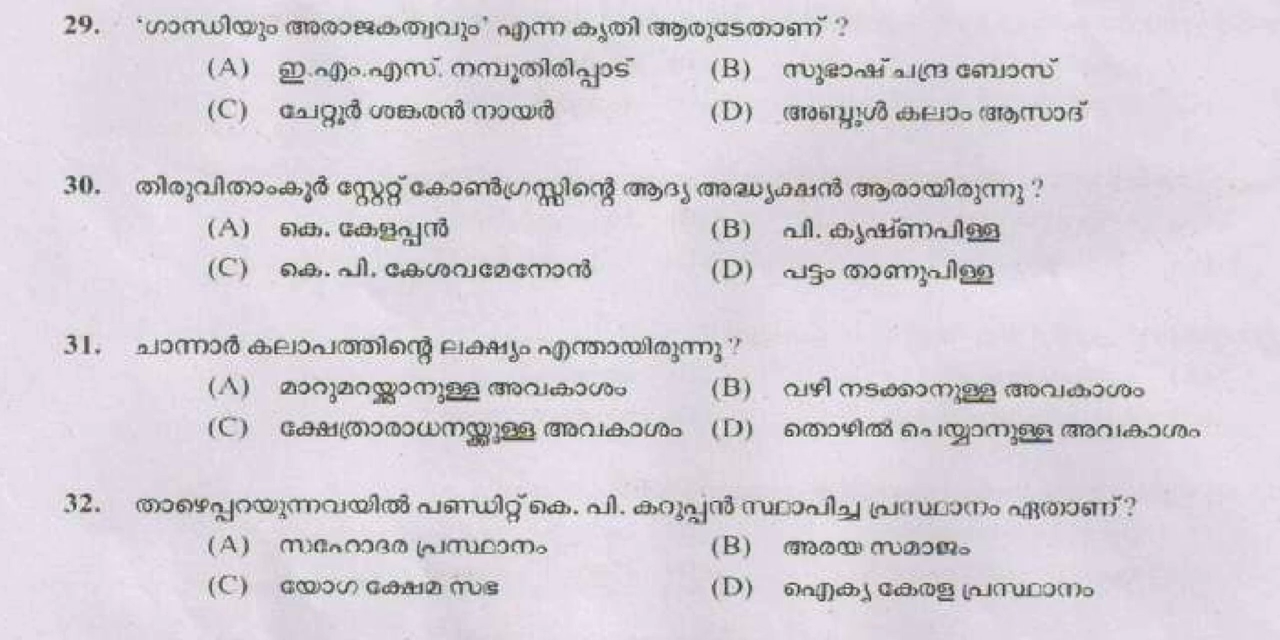 29. 'ഗാന്ധിയും അരാജകത്വവും' എന്ന കൃതി ആരുടേതാണ് ?
(A) ഇ.എം.എസ്. നമ്പൂതിരിപ്പാട് (B) സുഭാഷ് ചന്ദ്ര ബോസ്
(C) ചേറ്റൂർ ശങ്കരൻ നായർ (D) അബ്ദുൾ കലാം ആസാദ്
30. തിരുവിതാംകൂർ സ്റ്റേറ്റ് കോൺഗ്രസ്സിന്റെ ആദ്യ അദ്ധ്യക്ഷൻ ആരായിരുന്നു ?
(A) കെ. കേളപ്പൻ (B) പി. കൃഷ്ണപിള്ള
(C) കെ. പി. കേശവമേനോൻ (D) പട്ടം താണുപിള്ള
31. ചാന്നാർ കലാപത്തിന്റെ ലക്ഷ്യം എന്തായിരുന്നു ?
(A) മാറുമറയ്ക്കാനുള്ള അവകാശം (B) വഴി നടക്കാനുള്ള അവകാശം
(C) ക്ഷേത്രാരാധനയ്ക്കുള്ള അവകാശം (D) തൊഴിൽ ചെയ്യാനുള്ള അവകാശം
32. താഴെപ്പറയുന്നവയിൽ പണ്ഡിറ്റ് കെ. പി. കറുപ്പൻ സ്ഥാപിച്ച പ്രസ്ഥാനം ഏതാണ് ?
(A) സഹോദര പ്രസ്ഥാനം (B) അരയ സമാജം
(C) യോഗ ക്ഷേമ സഭ (D) ഐക്യ കേരള പ്രസ്ഥാനം